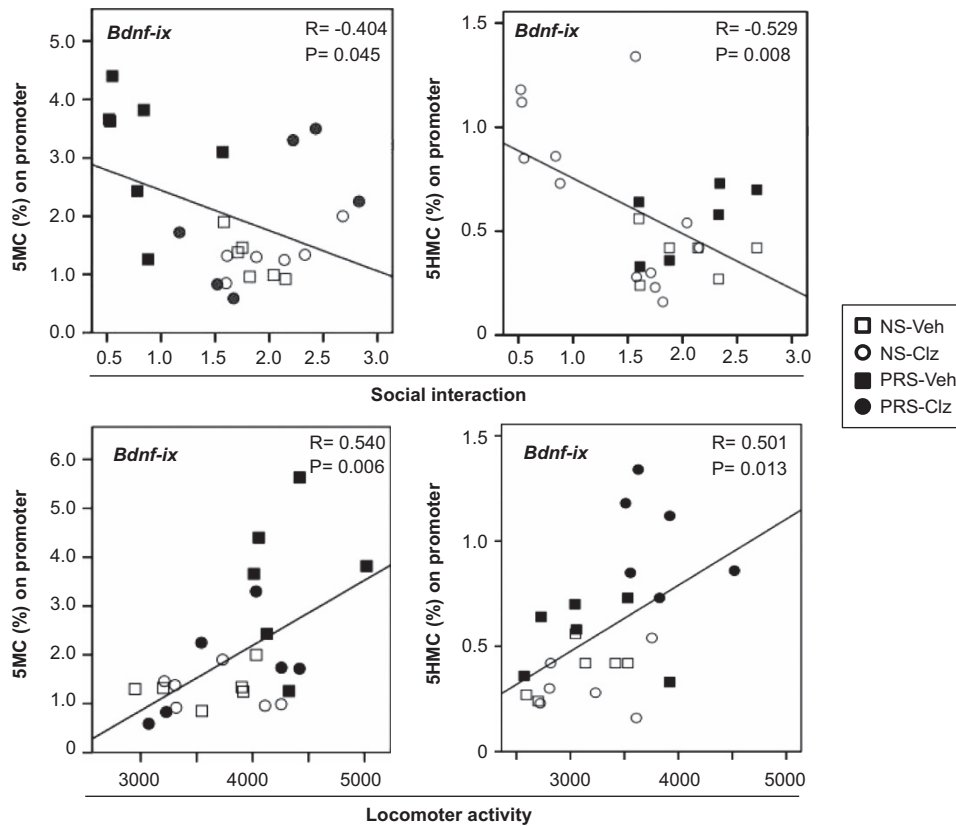 Bdnf-ix
R= -0.404
P= 0.045
5MC (%) on promoter
5.0
4.0
3.0
2.0
1.0
0.0
0.5 1.0 1.5 2.0 2.5 3.0
Bdnf-ix
R= -0.529
P= 0.008
5HMC (%) on promoter
1.5
1.0
0.5
0
0.5 1.0 1.5 2.0 2.5 3.0
Social interaction
NS-Veh
NS-Clz
PRS-Veh
PRS-Clz
Bdnf-ix
R= 0.540
P= 0.006
5MC (%) on promoter
6.0
5.0
4.0
3.0
2.0
1.0
0
3000 4000 5000
Bdnf-ix
R= 0.501
P= 0.013
5HMC (%) on promoter
1.5
1.0
0.5
0
3000 4000 5000
Locomoter activity